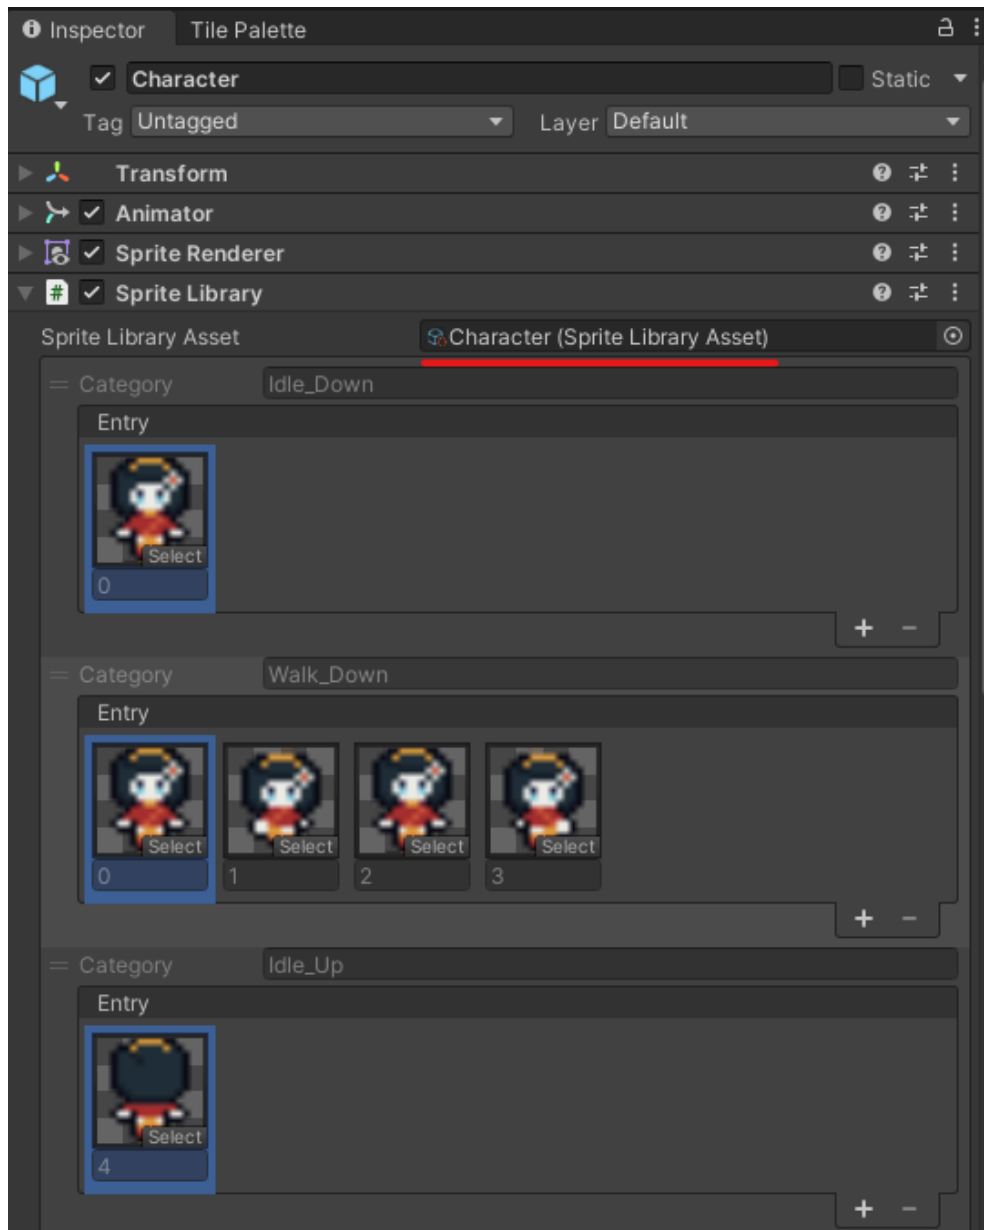 Inspector Tile Palette
Character Static
Tag Untagged Layer Default
Transform
Animator
Sprite Renderer
# Sprite Library
Sprite Library Asset Character (Sprite Library Asset)
Category Idle_Down
Entry
Select
0
Category Walk_Down
Entry
Select Select Select Select
0 1 2 3
Category Idle_Up
Entry
Select
4